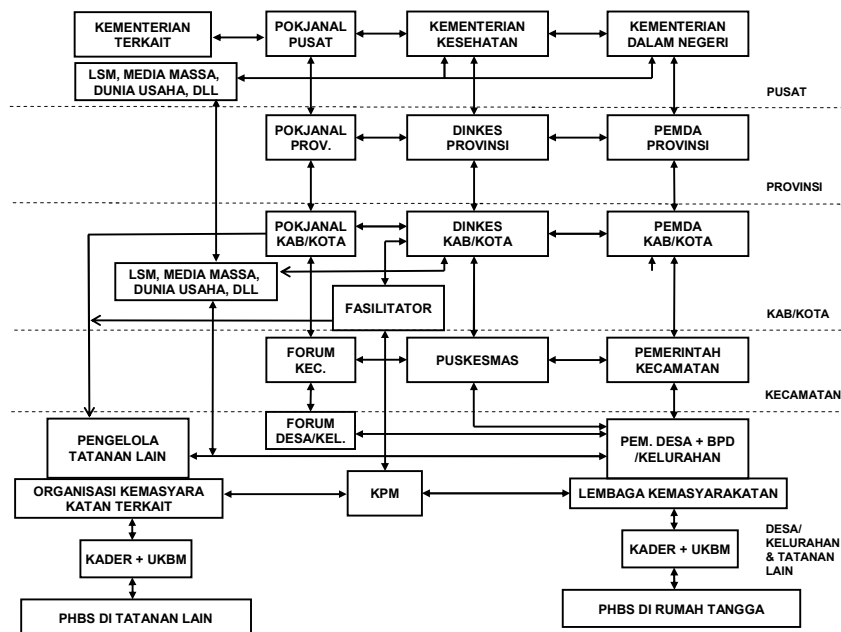 KEMENTERIAN
TERKAIT
POKJANAL
PUSAT
KEMENTERIAN
KESEHATAN
KEMENTERIAN
DALAM NEGERI
LSM, MEDIA MASSA,
DUNIA USAHA, DLL
PUSAT
POKJANAL
PROV.
DINKES
PROVINSI
PEMDA
PROVINSI
PROVINSI
POKJANAL
KAB/KOTA
DINKES
KAB/KOTA
PEMDA
KAB/KOTA
LSM, MEDIA MASSA,
DUNIA USAHA, DLL
FASILITATOR
KAB/KOTA
FORUM
KEC.
PUSKESMAS
PEMERINTAH
KECAMATAN
KECAMATAN
FORUM
DESA/KEL.
PENGELOLA
TATANAN LAIN
PEM. DESA + BPD
/KELURAHAN
ORGANISASI KEMASYARA
KATAN TERKAIT
KPM
LEMBAGA KEMASYARAKATAN
DESA/
KELURAHAN
& TATANAN
LAIN
KADER + UKBM
KADER + UKBM
PHBS DI TATANAN LAIN
PHBS DI RUMAH TANGGA